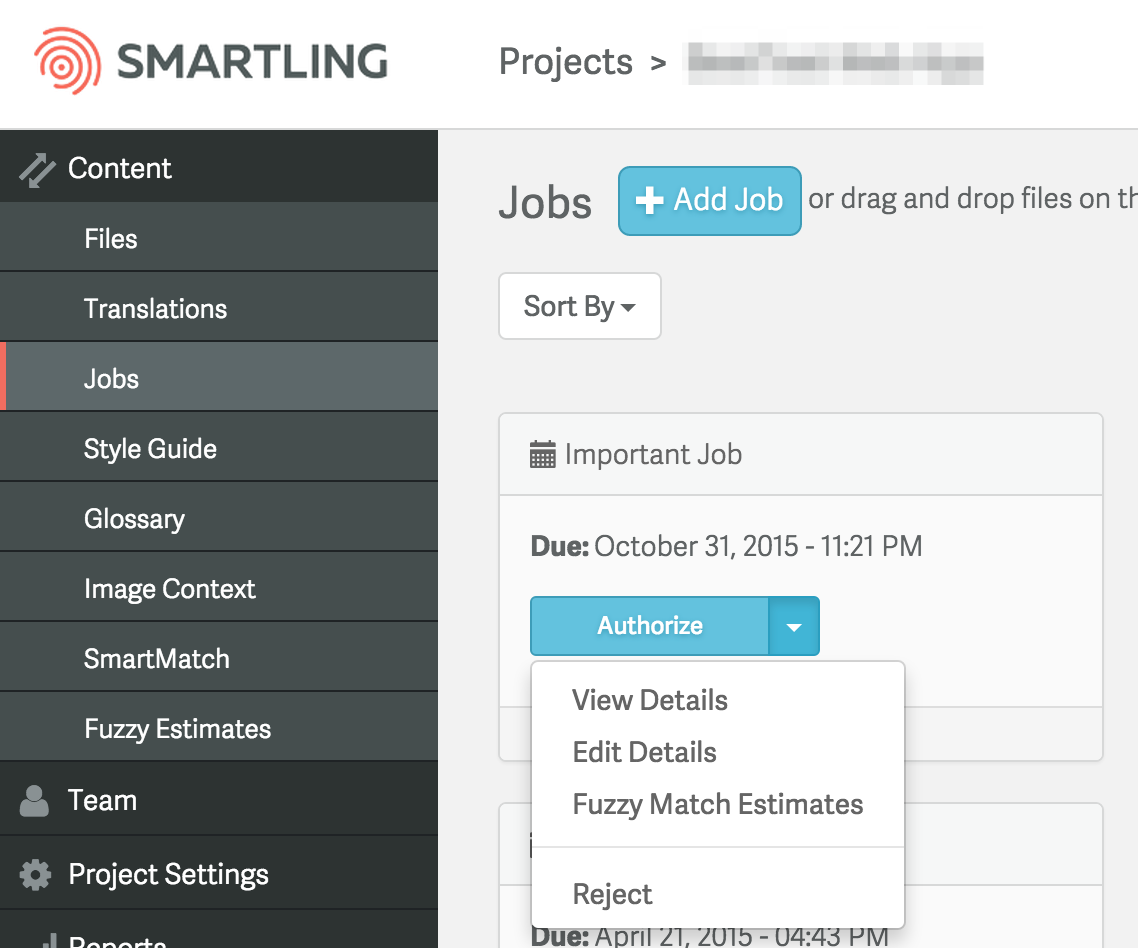 SMARTLING
Projects >
Content
Files
Translations
Jobs
Style Guide
Glossary
Image Context
SmartMatch
Fuzzy Estimates
Team
Project Settings
Reports
Jobs
Add Job or drag and drop files on th
Sort By
Important Job
Due: October 31, 2015 - 11:21 PM
Authorize
View Details
Edit Details
Fuzzy Match Estimates
Reject
Due: April 21, 2015 - 04:43 PM